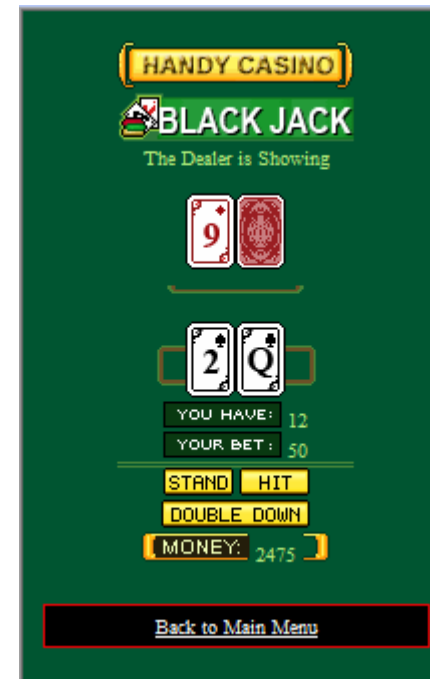 HANDY CASINO
BLACK JACK
The Dealer is Showing
9
2 Q
YOU HAVE: 12
YOUR BET: 50
STAND HIT
DOUBLE DOWN
MONEY: 2475
Back to Main Menu